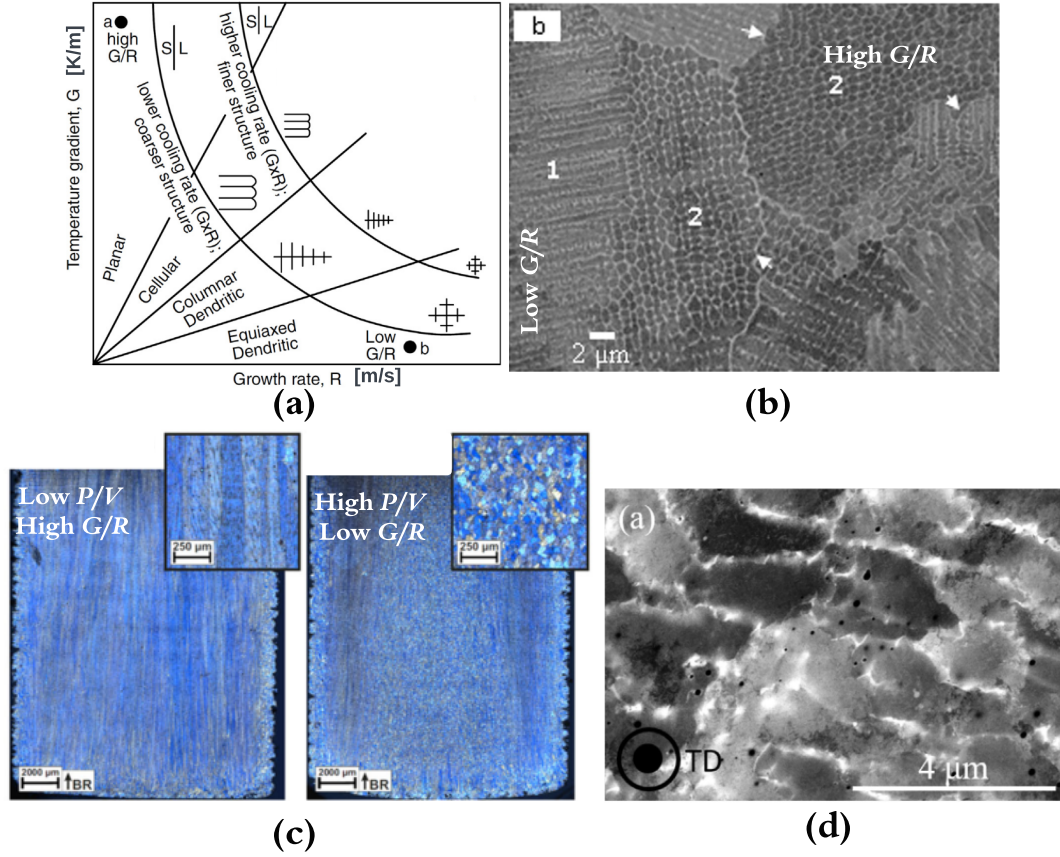 a
high
G/R
S L
S L
higher cooling rate (GxR);
finer structure
lower cooling rate (GxR);
coarser structure
Temperature gradient, G [K/m]
Planar
Cellular
Columnar
Dendritic
Equiaxed
Dendritic
Low
G/R b
Growth rate, R [m/s]
(a)
b
High G/R
2
1
2
Low G/R
2 µm
(b)
Low P/V
High G/R
250 µm
2000 µm
BR
High P/V
Low G/R
250 µm
2000 µm
BR
(c)
(a)
TD
4 µm
(d)